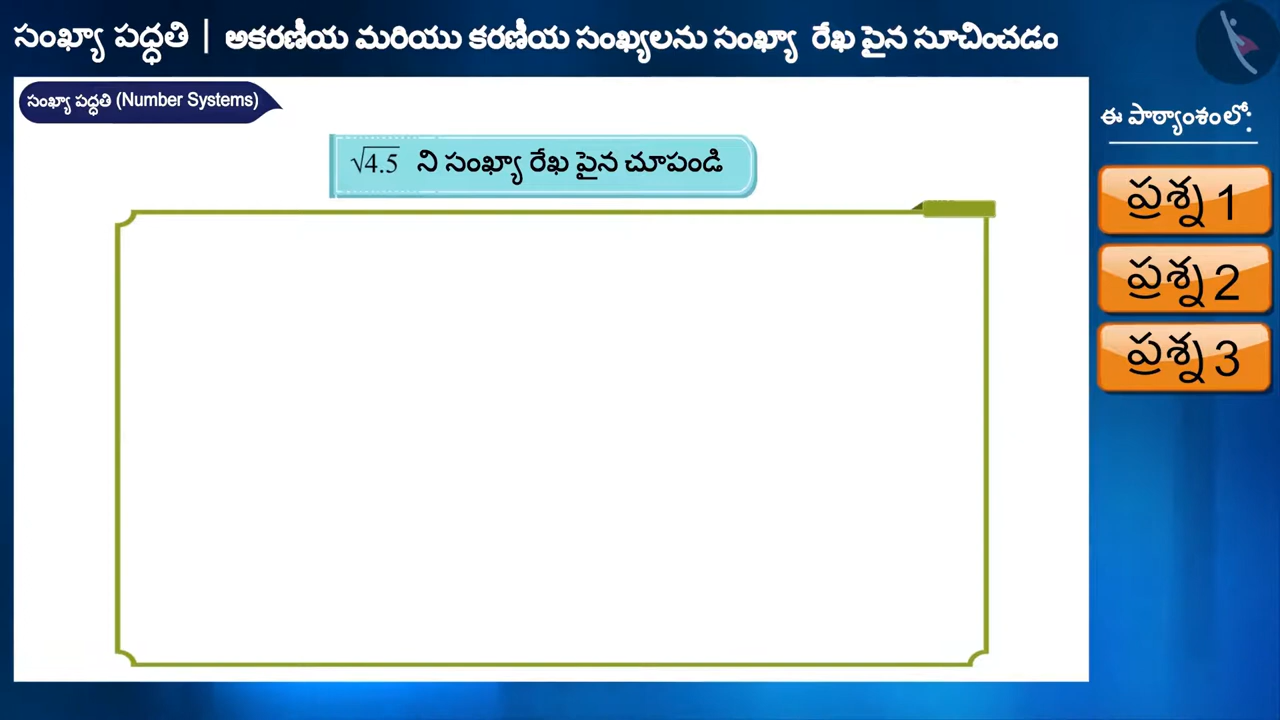 సంఖ్యా పద్ధతి | అకరణీయ మరియు కరణీయ సంఖ్యలను సంఖ్యా రేఖ పైన సూచించడం
సంఖ్యా పద్ధతి (Number Systems)
√4.5 ని సంఖ్యా రేఖ పైన చూపండి
ఈ పాఠ్యాంశంలో:
ప్రశ్న 1
ప్రశ్న 2
ప్రశ్న 3